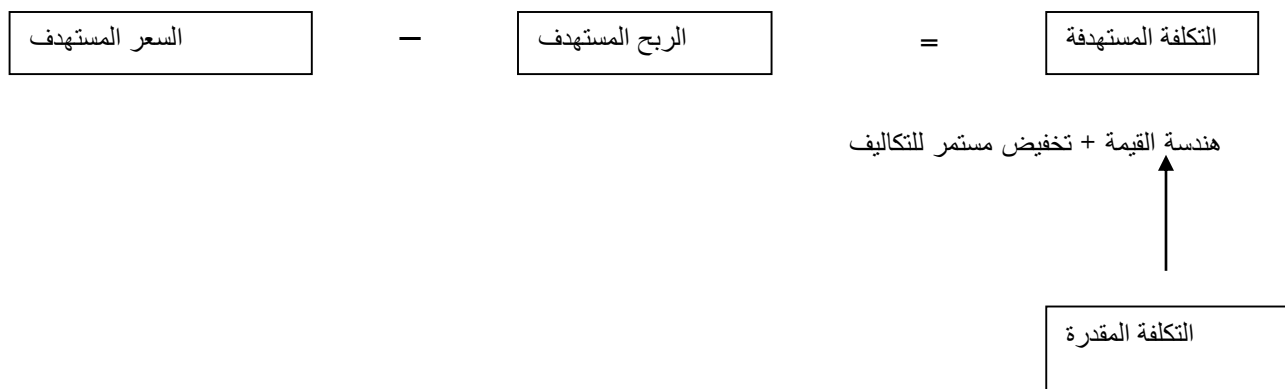 السعر المستهدف − الربح المستهدف = التكلفة المستهدفة
هندسة القيمة + تخفيض مستمر للتكاليف
التكلفة المقدرة